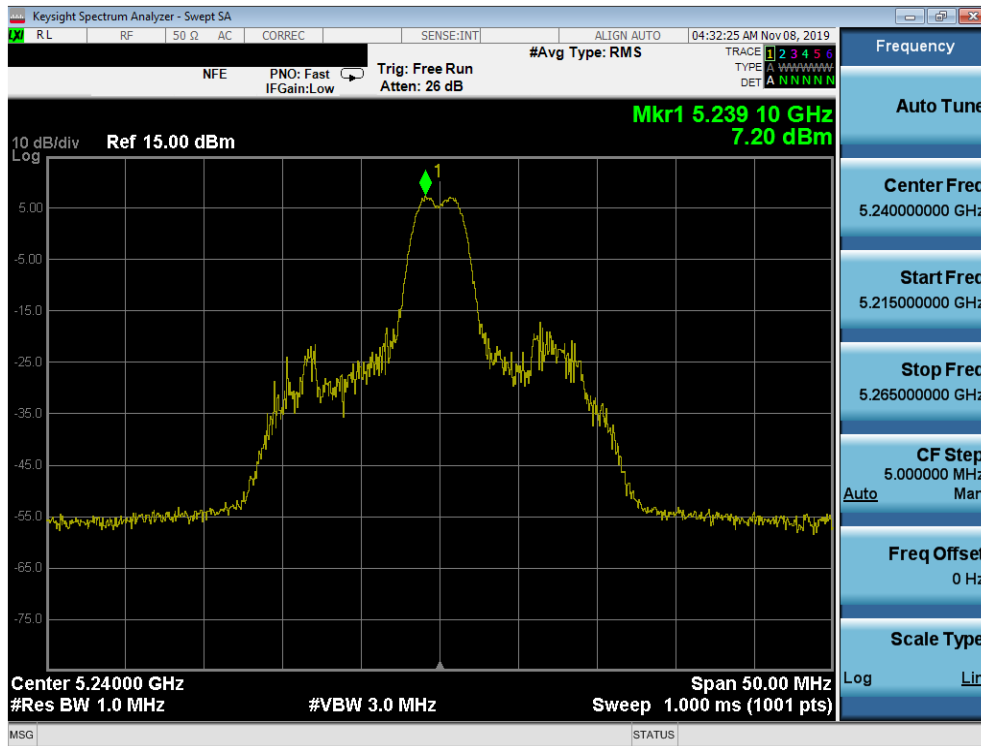 Keysight Spectrum Analyzer - Swept SA
LXI RL RF 50 Ω AC CORREC SENSE:INT ALIGN AUTO 04:32:25 AM Nov 08, 2019
NFE PNO: Fast Trig: Free Run #Avg Type: RMS TRACE 1 2 3 4 5 6
IFGain:Low Atten: 26 dB TYPE A WWWWW
DET A N N N N N
Mkr1 5.239 10 GHz
7.20 dBm
10 dB/div Ref 15.00 dBm
Log
1
5.00
-5.00
-15.0
-25.0
-35.0
-45.0
-55.0
-65.0
-75.0
Center 5.24000 GHz Span 50.00 MHz
#Res BW 1.0 MHz #VBW 3.0 MHz Sweep 1.000 ms (1001 pts)
MSG STATUS
Frequency
Auto Tune
Center Freq
5.240000000 GHz
Start Freq
5.215000000 GHz
Stop Freq
5.265000000 GHz
CF Step
5.000000 MHz
Auto Man
Freq Offset
0 Hz
Scale Type
Log Lin